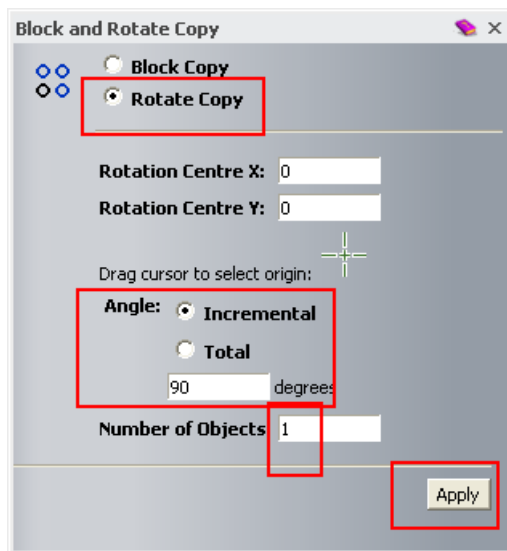 Block and Rotate Copy
Block Copy
Rotate Copy
Rotation Centre X: 0
Rotation Centre Y: 0
Drag cursor to select origin:
Angle: Incremental
Total
90 degrees
Number of Objects 1
Apply